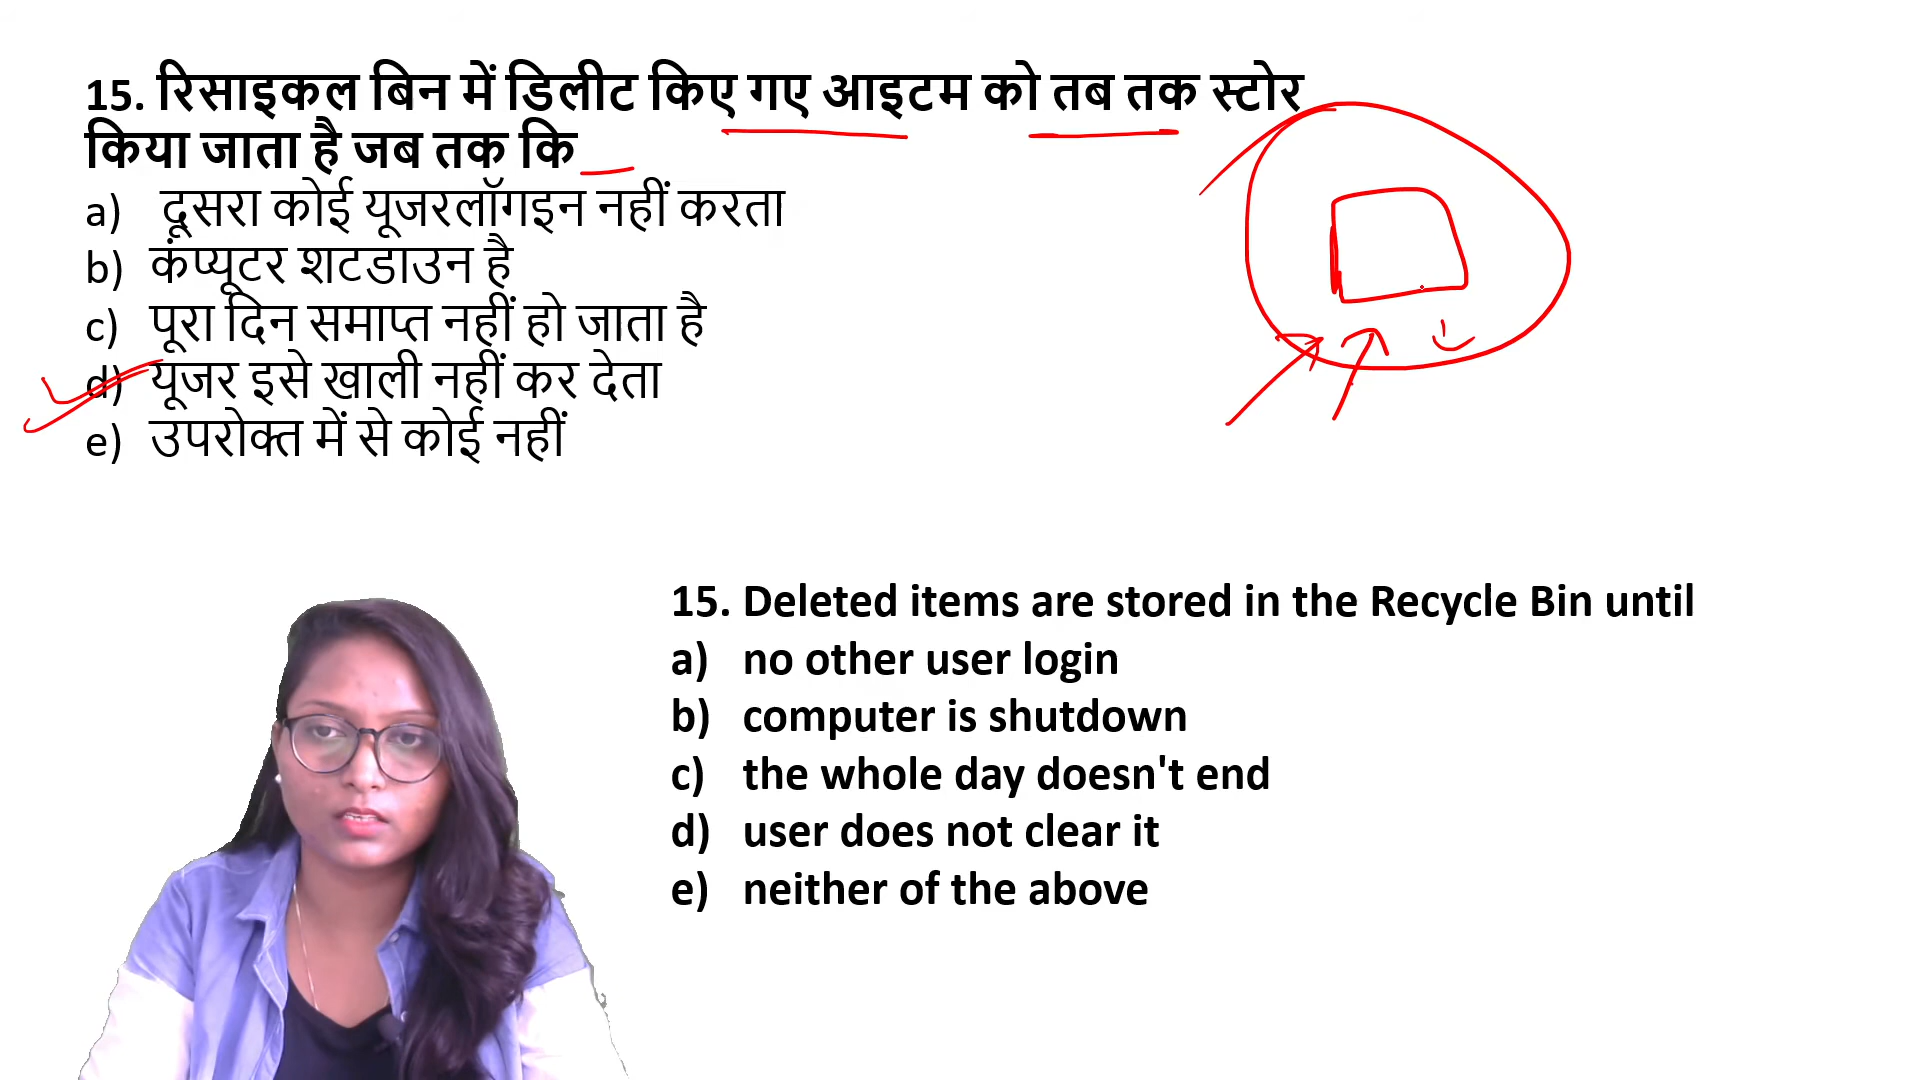 15. रिसाइकल बिन में डिलीट किए गए आइटम को तब तक स्टोर
किया जाता है जब तक कि
a) दूसरा कोई यूजरलॉगइन नहीं करता
b) कंप्यूटर शटडाउन है
c) पूरा दिन समाप्त नहीं हो जाता है
d) यूजर इसे खाली नहीं कर देता
e) उपरोक्त में से कोई नहीं
15. Deleted items are stored in the Recycle Bin until
a) no other user login
b) computer is shutdown
c) the whole day doesn't end
d) user does not clear it
e) neither of the above